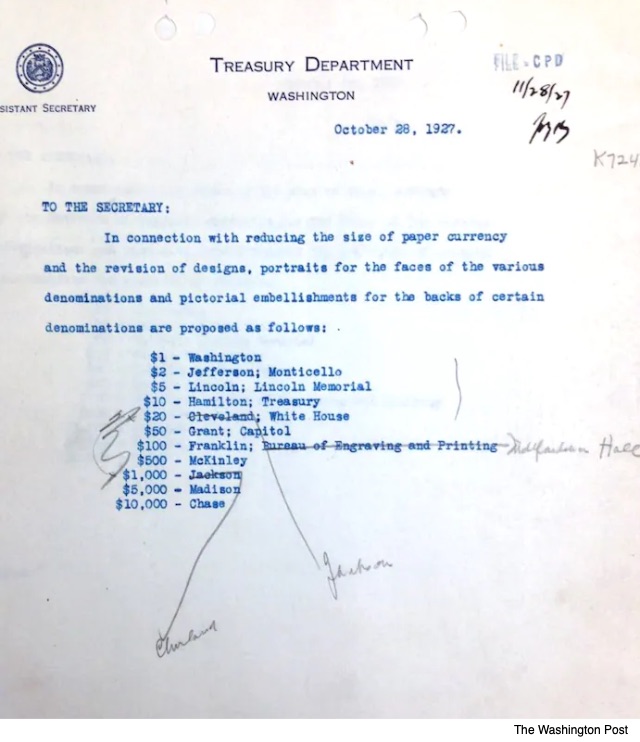 TREASURY DEPARTMENT
WASHINGTON
FILE - CPD
11/28/27
SISTANT SECRETARY
October 28, 1927.
K724
TO THE SECRETARY:
In connection with reducing the size of paper currency
and the revision of designs, portraits for the faces of the various
denominations and pictorial embellishments for the backs of certain
denominations are proposed as follows:
$1 - Washington
$2 - Jefferson; Monticello
$5 - Lincoln; Lincoln Memorial
$10 - Hamilton; Treasury
$20 - Cleveland; White House
$50 - Grant; Capitol
$100 - Franklin; Bureau of Engraving and Printing Hall
$500 - McKinley
$1,000 - Jackson
$5,000 - Madison
$10,000 - Chase
Jackson
Cleveland
The Washington Post